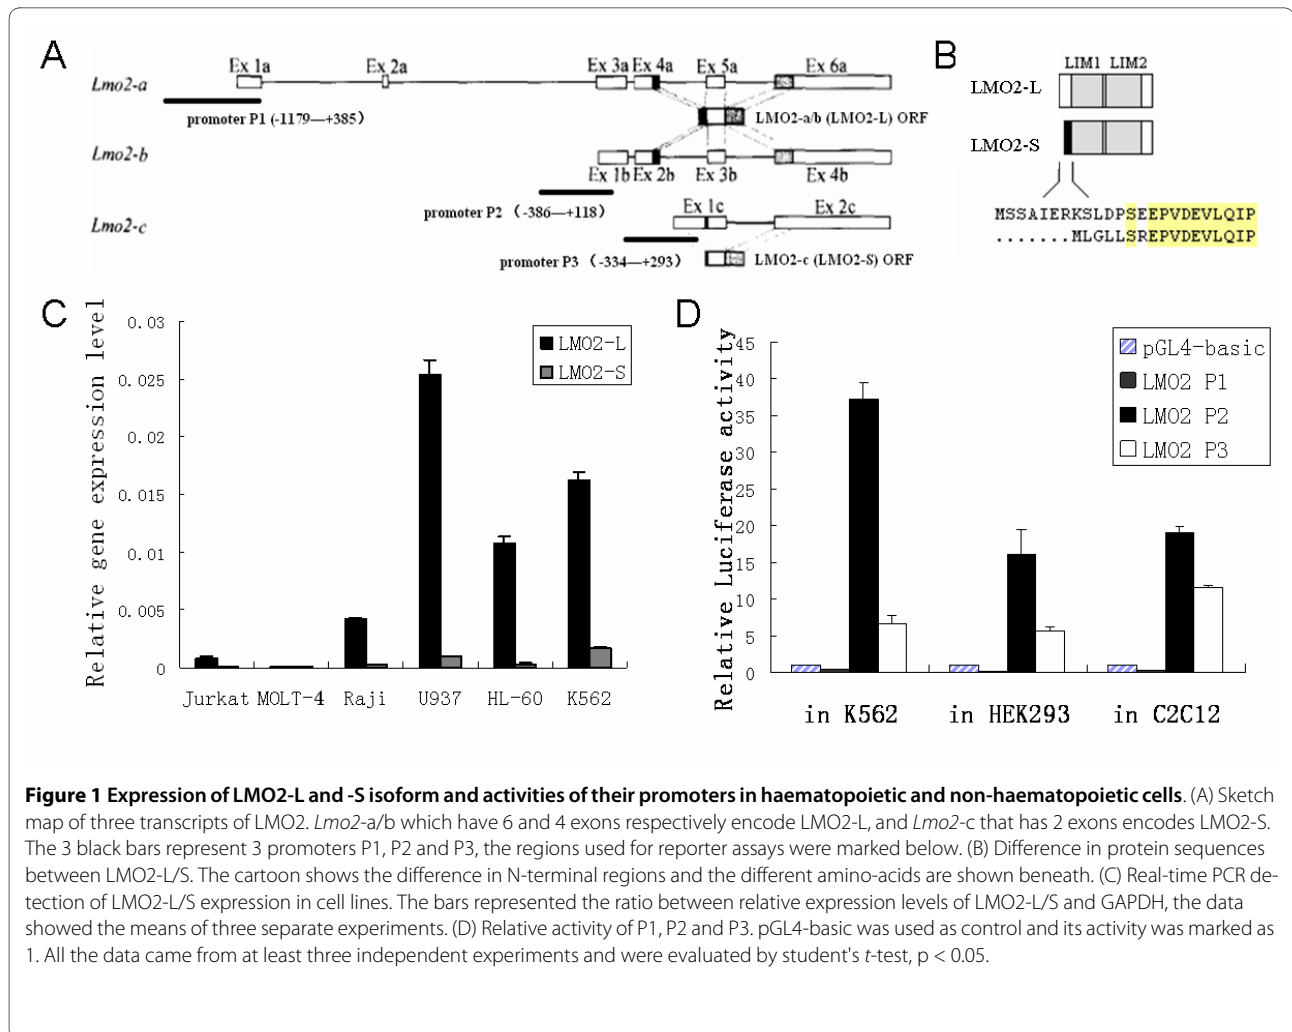 A
Ex 1a Ex 2a Ex 3a Ex 4a Ex 5a Ex 6a
Lmo2-a
promoter P1 (-1179—+385)
LMO2-a/b (LMO2-L) ORF
Lmo2-b
Ex 1b Ex 2b Ex 3b Ex 4b
promoter P2 (-386—+118)
Ex 1c Ex 2c
Lmo2-c
promoter P3 (-334—+293)
LMO2-c (LMO2-S) ORF
B
LIM1 LIM2
LMO2-L
LMO2-S
MSSAIERKSLDPSEEPVDEVLQIP
.......MLGLLSREPVDEVLQIP
C
Relative gene expression level
0.03
0.025
0.02
0.015
0.01
0.005
0
LMO2-L
LMO2-S
Jurkat MOLT-4 Raji U937 HL-60 K562
D
Relative Luciferase activity
45
40
35
30
25
20
15
10
5
0
pGL4-basic
LMO2 P1
LMO2 P2
LMO2 P3
in K562 in HEK293 in C2C12
Figure 1 Expression of LMO2-L and -S isoform and activities of their promoters in haematopoietic and non-haematopoietic cells. (A) Sketch
map of three transcripts of LMO2. Lmo2-a/b which have 6 and 4 exons respectively encode LMO2-L, and Lmo2-c that has 2 exons encodes LMO2-S.
The 3 black bars represent 3 promoters P1, P2 and P3, the regions used for reporter assays were marked below. (B) Difference in protein sequences
between LMO2-L/S. The cartoon shows the difference in N-terminal regions and the different amino-acids are shown beneath. (C) Real-time PCR de-
tection of LMO2-L/S expression in cell lines. The bars represented the ratio between relative expression levels of LMO2-L/S and GAPDH, the data
showed the means of three separate experiments. (D) Relative activity of P1, P2 and P3. pGL4-basic was used as control and its activity was marked as
1. All the data came from at least three independent experiments and were evaluated by student's t-test, p < 0.05.